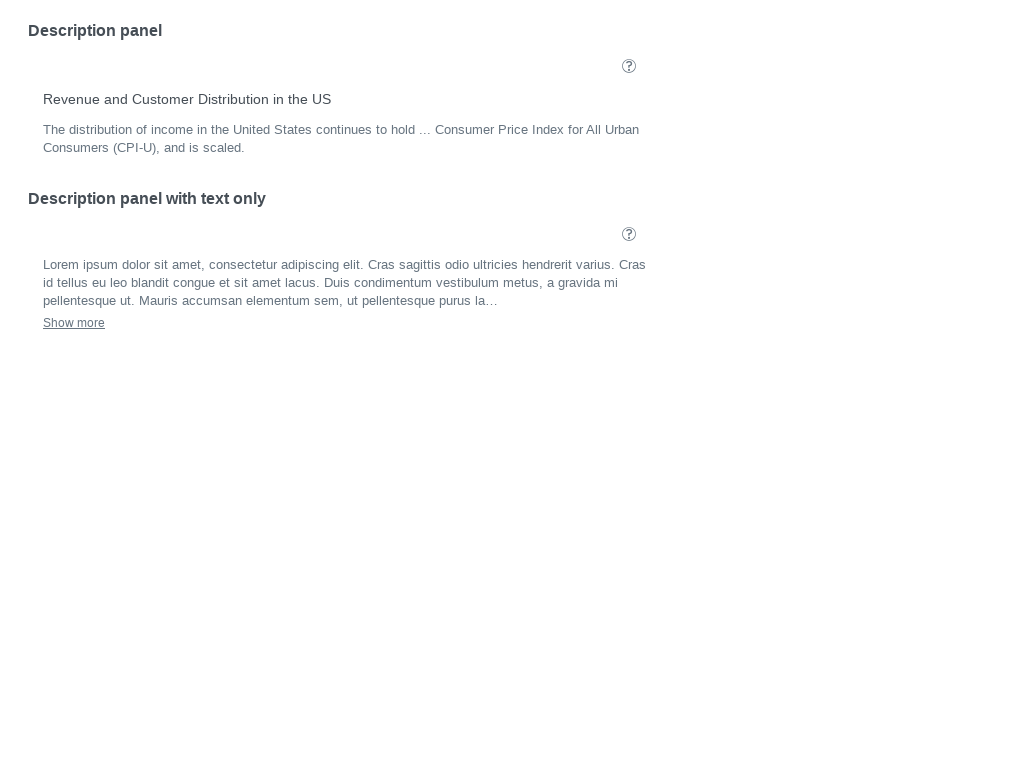 Description panel
?
Revenue and Customer Distribution in the US
The distribution of income in the United States continues to hold ... Consumer Price Index for All Urban
Consumers (CPI-U), and is scaled.
Description panel with text only
?
Lorem ipsum dolor sit amet, consectetur adipiscing elit. Cras sagittis odio ultricies hendrerit varius. Cras
id tellus eu leo blandit congue et sit amet lacus. Duis condimentum vestibulum metus, a gravida mi
pellentesque ut. Mauris accumsan elementum sem, ut pellentesque purus la…
Show more